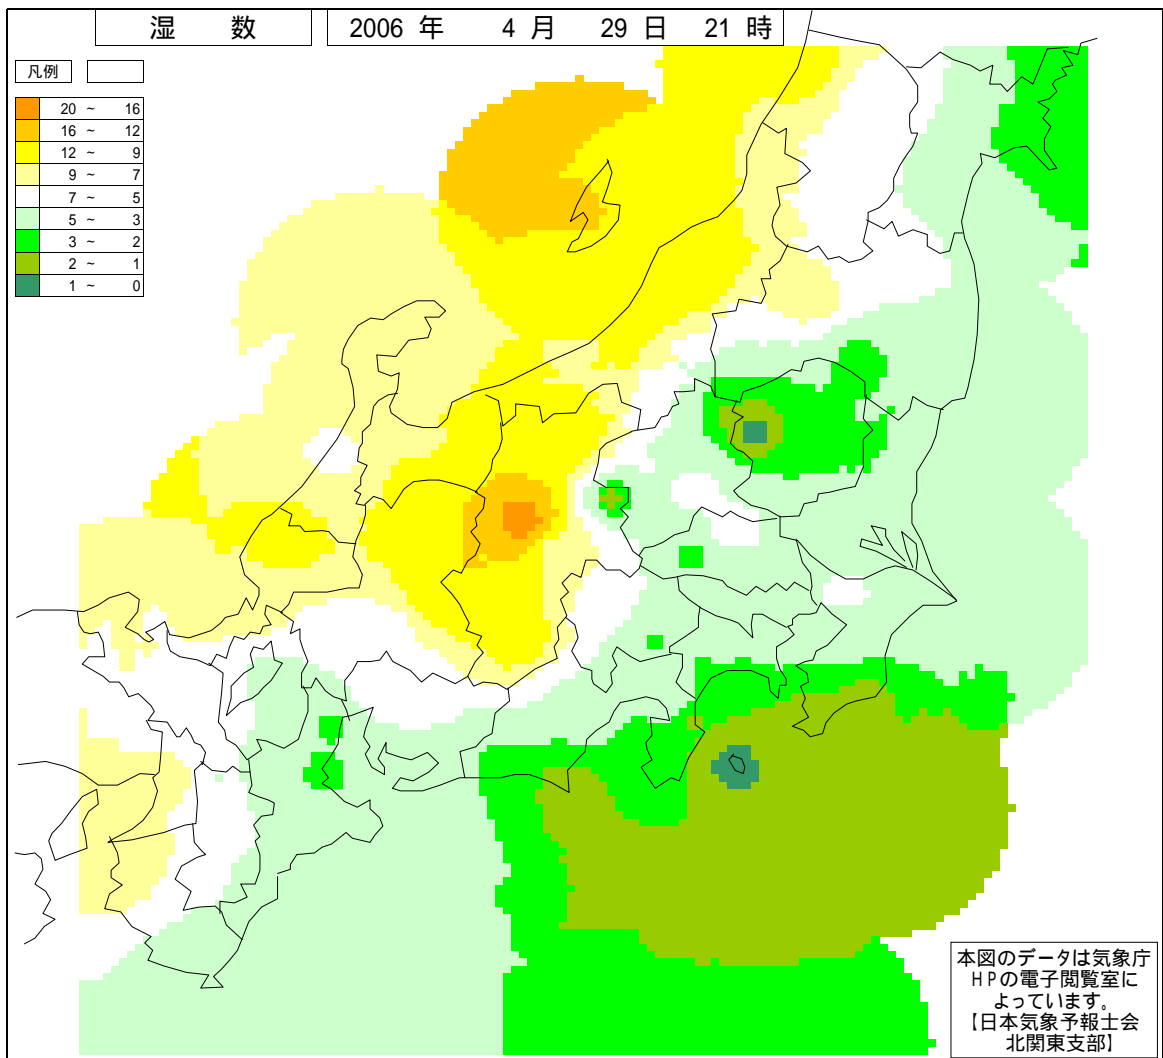 湿 数
2006 年 4 月 29 日 21 時
凡例
20 ~ 16
16 ~ 12
12 ~ 9
9 ~ 7
7 ~ 5
5 ~ 3
3 ~ 2
2 ~ 1
1 ~ 0
本図のデータは気象庁
HPの電子閲覧室に
よっています。
【日本気象予報士会
北関東支部】